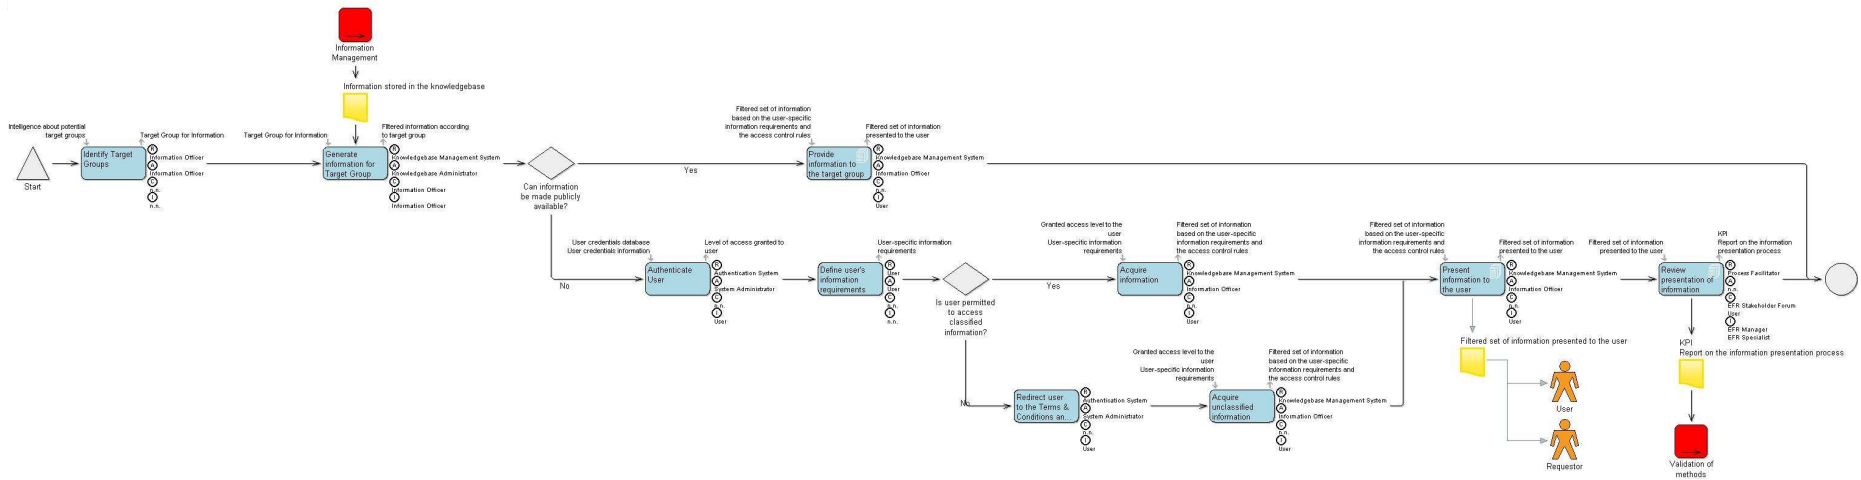 Information
Management
Information stored in the knowledgebase
Intelligence about potential
target groups
Target Group for Information
Target Group for Information
Filtered information according
to target group
Filtered set of information
based on the user-specific
information requirements and
the access control rules
Filtered set of information
presented to the user
Start
Identify Target
Groups
R
Information Officer
A
Information Officer
C
n.n.
I
n.n.
Generate
information for
Target Group
R
Knowledgebase Management System
A
Knowledgebase Administrator
C
Information Officer
I
Information Officer
Can information
be made publicly
available?
Yes
Provide
information to
the target group
R
Knowledgebase Management System
A
Information Officer
C
n.n.
I
User
No
User credentials database
User credentials information
Level of access granted to
user
Authenticate
User
R
Authentication System
A
System Administrator
C
n.n.
I
User
User-specific information
requirements
Define user's
information
requirements
R
User
A
User
C
n.n.
I
n.n.
Is user permitted
to access
classified
information?
Yes
Granted access level to the
user
User-specific information
requirements
Filtered set of information
based on the user-specific
information requirements and
the access control rules
Acquire
information
R
Knowledgebase Management System
A
Information Officer
C
n.n.
I
User
Filtered set of information
based on the user-specific
information requirements and
the access control rules
Filtered set of information
presented to the user
Present
information to
the user
R
Knowledgebase Management System
A
Information Officer
C
n.n.
I
User
Filtered set of information
presented to the user
KPI
Report on the information
presentation process
Review
presentation of
information
R
Process Facilitator
A
n.n.
C
EFR Stakeholder Forum
User
I
EFR Manager
EFR Specialist
No
Redirect user
to the Terms &
Conditions an...
R
Authentication System
A
System Administrator
C
n.n.
I
User
Granted access level to the
user
User-specific information
requirements
Filtered set of information
based on the user-specific
information requirements and
the access control rules
Acquire
unclassified
information
R
Knowledgebase Management System
A
Information Officer
C
n.n.
I
User
Filtered set of information presented to the user
User
Requestor
KPI
Report on the information presentation process
Validation of
methods